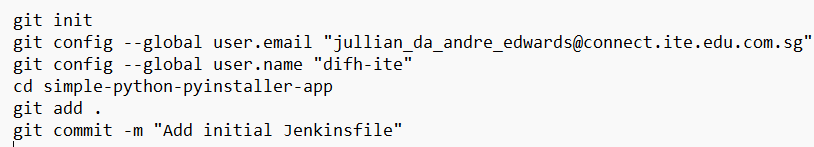 git init
git config --global user.email "jullian_da_andre_edwards@connect.ite.edu.com.sg"
git config --global user.name "difh-ite"
cd simple-python-pyinstaller-app
git add .
git commit -m "Add initial Jenkinsfile"